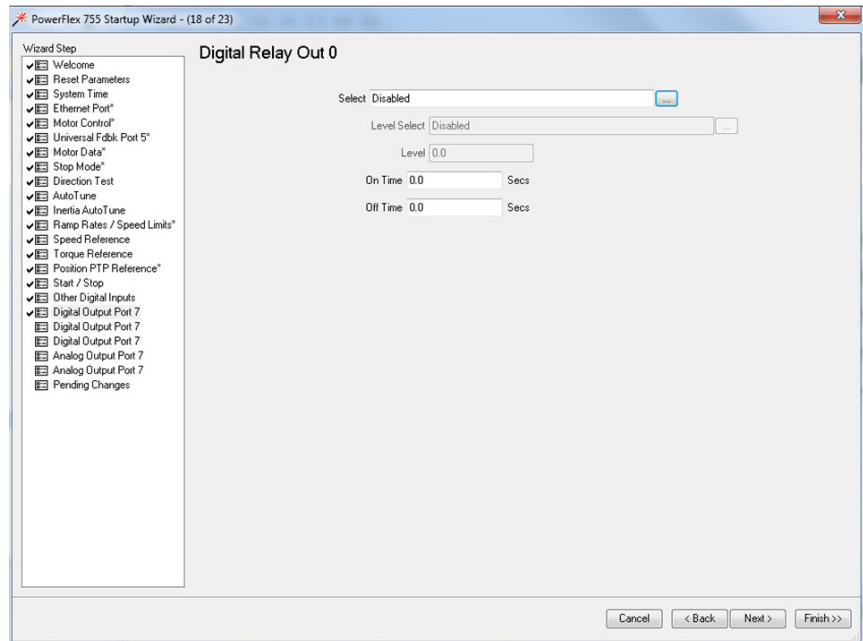 PowerFlex 755 Startup Wizard - (18 of 23)
Wizard Step
Welcome
Reset Parameters
System Time
Ethernet Port*
Motor Control*
Universal Fdbk Port 5*
Motor Data*
Stop Mode*
Direction Test
AutoTune
Inertia AutoTune
Ramp Rates / Speed Limits*
Speed Reference
Torque Reference
Position PTP Reference*
Start / Stop
Other Digital Inputs
Digital Output Port 7
Digital Output Port 7
Digital Output Port 7
Analog Output Port 7
Analog Output Port 7
Pending Changes
Digital Relay Out 0
Select Disabled ...
Level Select Disabled ...
Level 0.0
On Time 0.0 Secs
Off Time 0.0 Secs
Cancel < Back Next > Finish >>